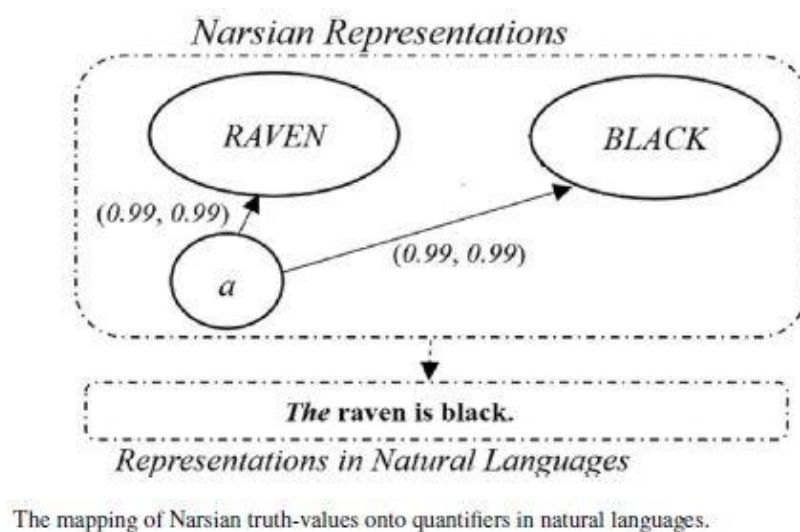 Narsian Representations
RAVEN
BLACK
(0.99, 0.99)
(0.99, 0.99)
a
The raven is black.
Representations in Natural Languages
The mapping of Narsian truth-values onto quantifiers in natural languages.